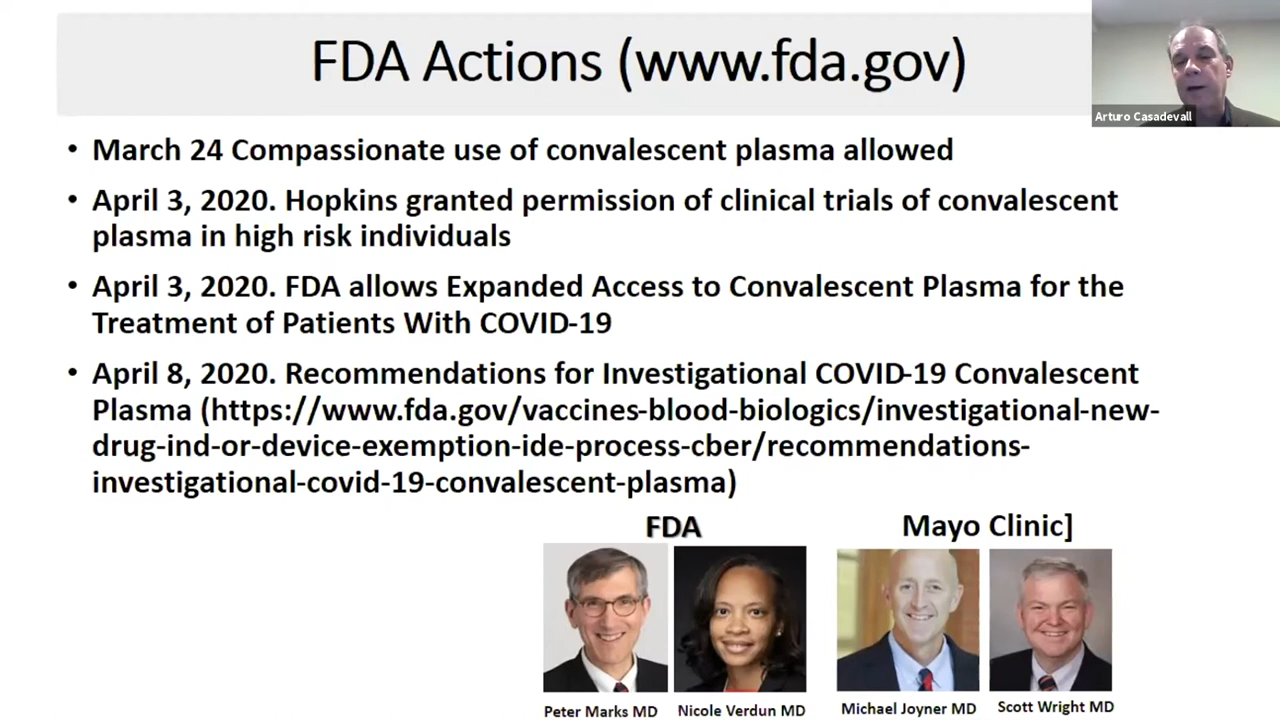 FDA Actions (www.fda.gov)
Arturo Casadevall
• March 24 Compassionate use of convalescent plasma allowed
• April 3, 2020. Hopkins granted permission of clinical trials of convalescent
plasma in high risk individuals
• April 3, 2020. FDA allows Expanded Access to Convalescent Plasma for the
Treatment of Patients With COVID-19
• April 8, 2020. Recommendations for Investigational COVID-19 Convalescent
Plasma (https://www.fda.gov/vaccines-blood-biologics/investigational-new-
drug-ind-or-device-exemption-ide-process-cber/recommendations-
investigational-covid-19-convalescent-plasma)
FDA
Mayo Clinic]
Peter Marks MD
Nicole Verdun MD
Michael Joyner MD
Scott Wright MD